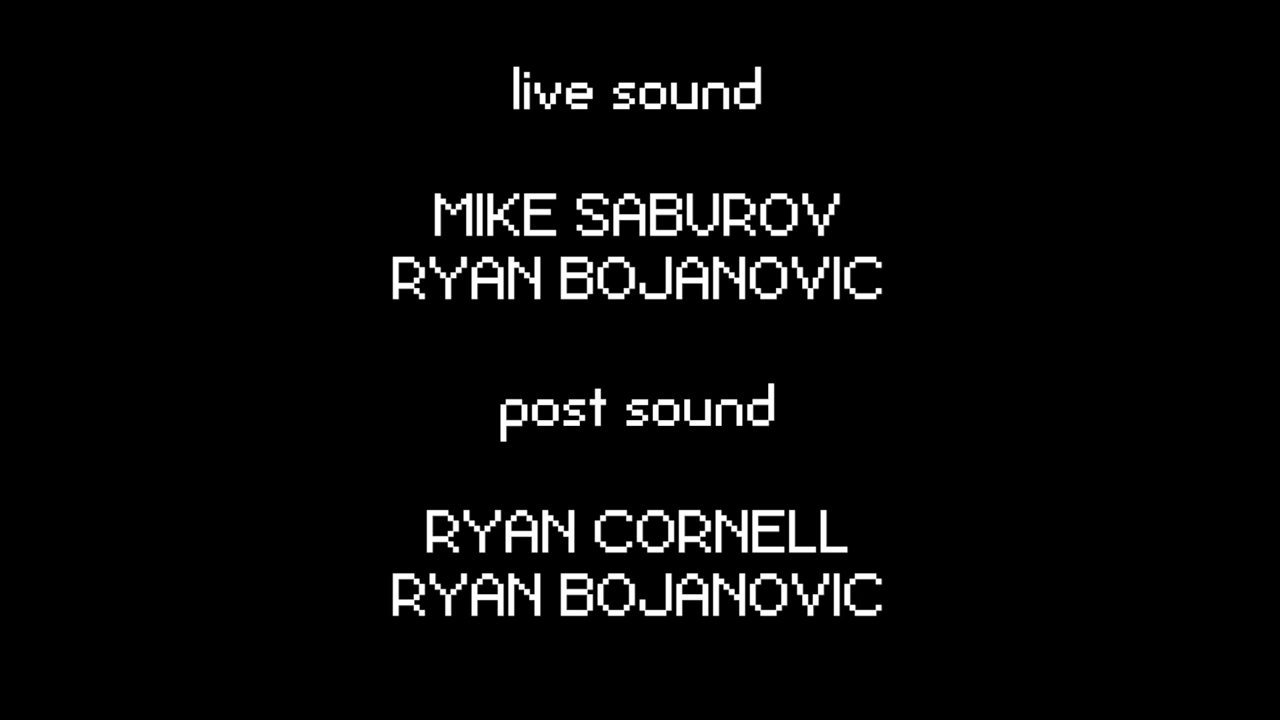 live sound
MIKE SABUROV
RYAN BOJANOVIC
post sound
RYAN CORNELL
RYAN BOJANOVIC